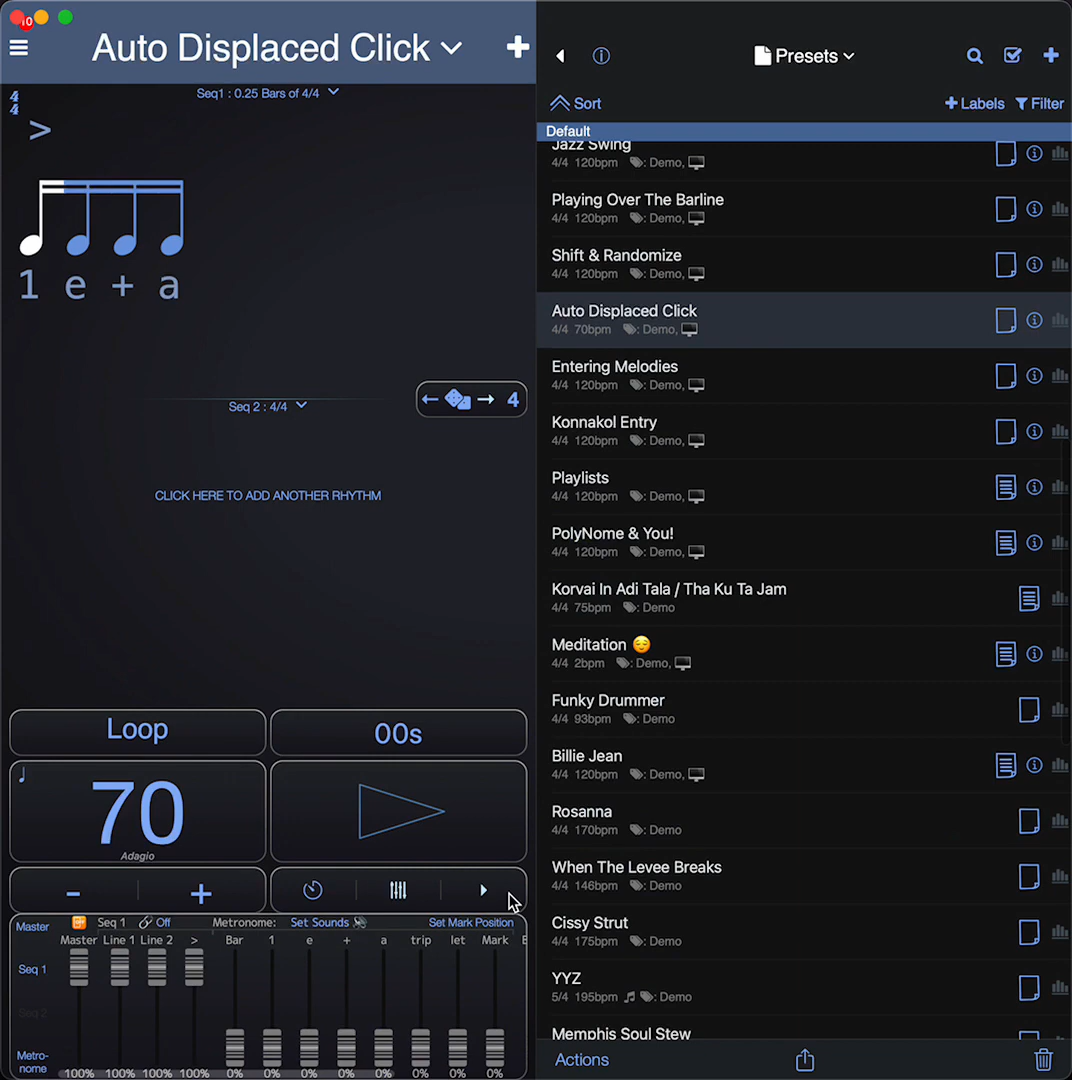 10
Auto Displaced Click
Seq1 : 0.25 Bars of 4/4
4
4
>
1 e + a
Seq 2 : 4/4
4
CLICK HERE TO ADD ANOTHER RHYTHM
Loop
00s
70
Adagio
- +
Master
Seq 1
Off
Metronome:
Set Sounds
Set Mark Position
Master Line 1 Line 2 > Bar 1 e + a trip let Mark
Seq 1
Seq 2
Metro-
nome
100% 100% 100% 100% 0% 0% 0% 0% 0% 0% 0% 0%
Presets
Sort
+ Labels
Filter
Default
Jazz Swing
4/4 120bpm : Demo,
Playing Over The Barline
4/4 120bpm : Demo,
Shift & Randomize
4/4 120bpm : Demo,
Auto Displaced Click
4/4 70bpm : Demo,
Entering Melodies
4/4 120bpm : Demo,
Konnakol Entry
4/4 120bpm : Demo,
Playlists
4/4 120bpm : Demo,
PolyNome & You!
4/4 120bpm : Demo,
Korvai In Adi Tala / Tha Ku Ta Jam
4/4 75bpm : Demo
Meditation 😌
4/4 2bpm : Demo,
Funky Drummer
4/4 93bpm : Demo
Billie Jean
4/4 120bpm : Demo,
Rosanna
4/4 170bpm : Demo
When The Levee Breaks
4/4 146bpm : Demo
Cissy Strut
4/4 175bpm : Demo
YYZ
5/4 195bpm : Demo
Memphis Soul Stew
Actions